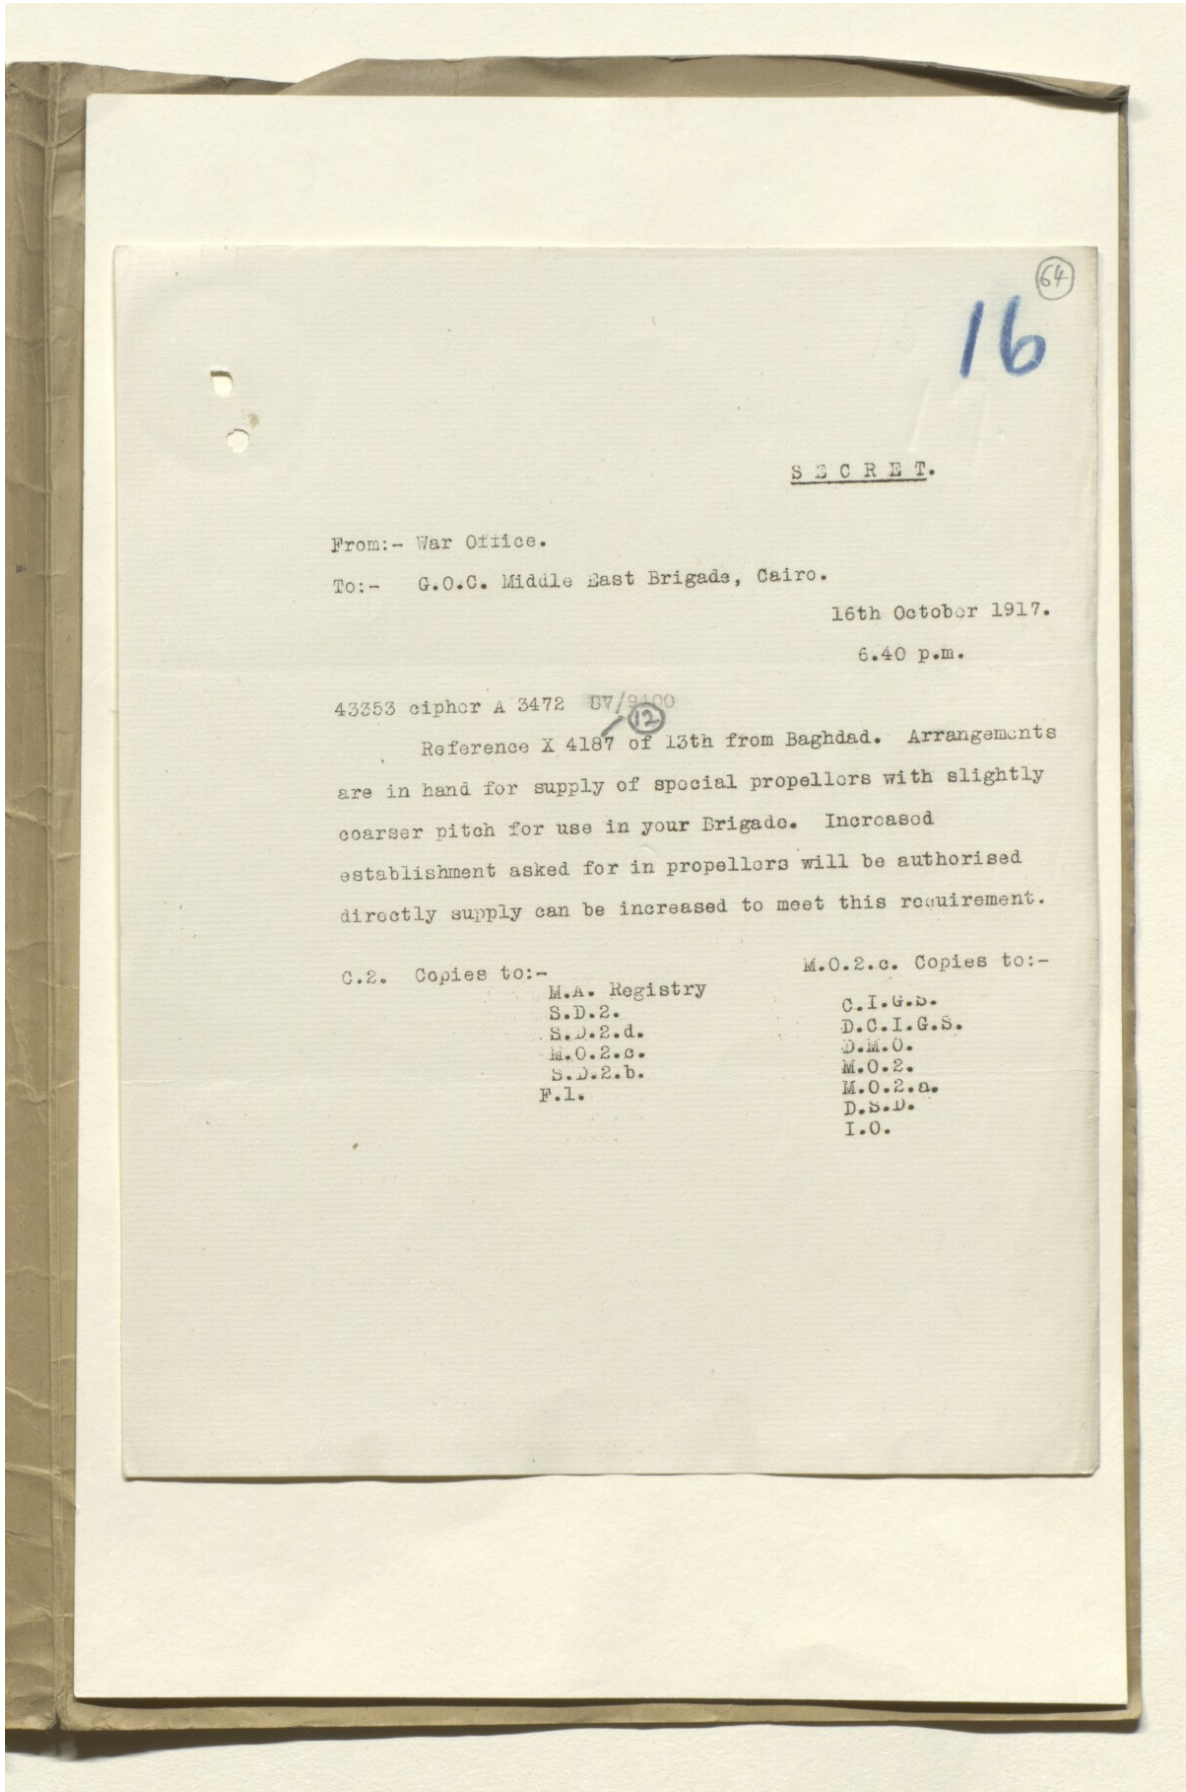 64
16
SECRET.
From:- War Office.
To:- G.O.C. Middle East Brigade, Cairo.
16th October 1917.
6.40 p.m.
43353 cipher A 3472 87/9400
12
Reference X 4187 of 13th from Baghdad. Arrangements
are in hand for supply of special propellors with slightly
coarser pitch for use in your Brigade. Increased
establishment asked for in propellors will be authorised
directly supply can be increased to meet this requirement.
C.2. Copies to:-
M.A. Registry
S.D.2.
S.D.2.d.
M.O.2.c.
S.D.2.b.
F.1.
M.O.2.c. Copies to:-
C.I.G.S.
D.C.I.G.S.
D.M.O.
M.O.2.
M.O.2.a.
D.S.D.
I.O.